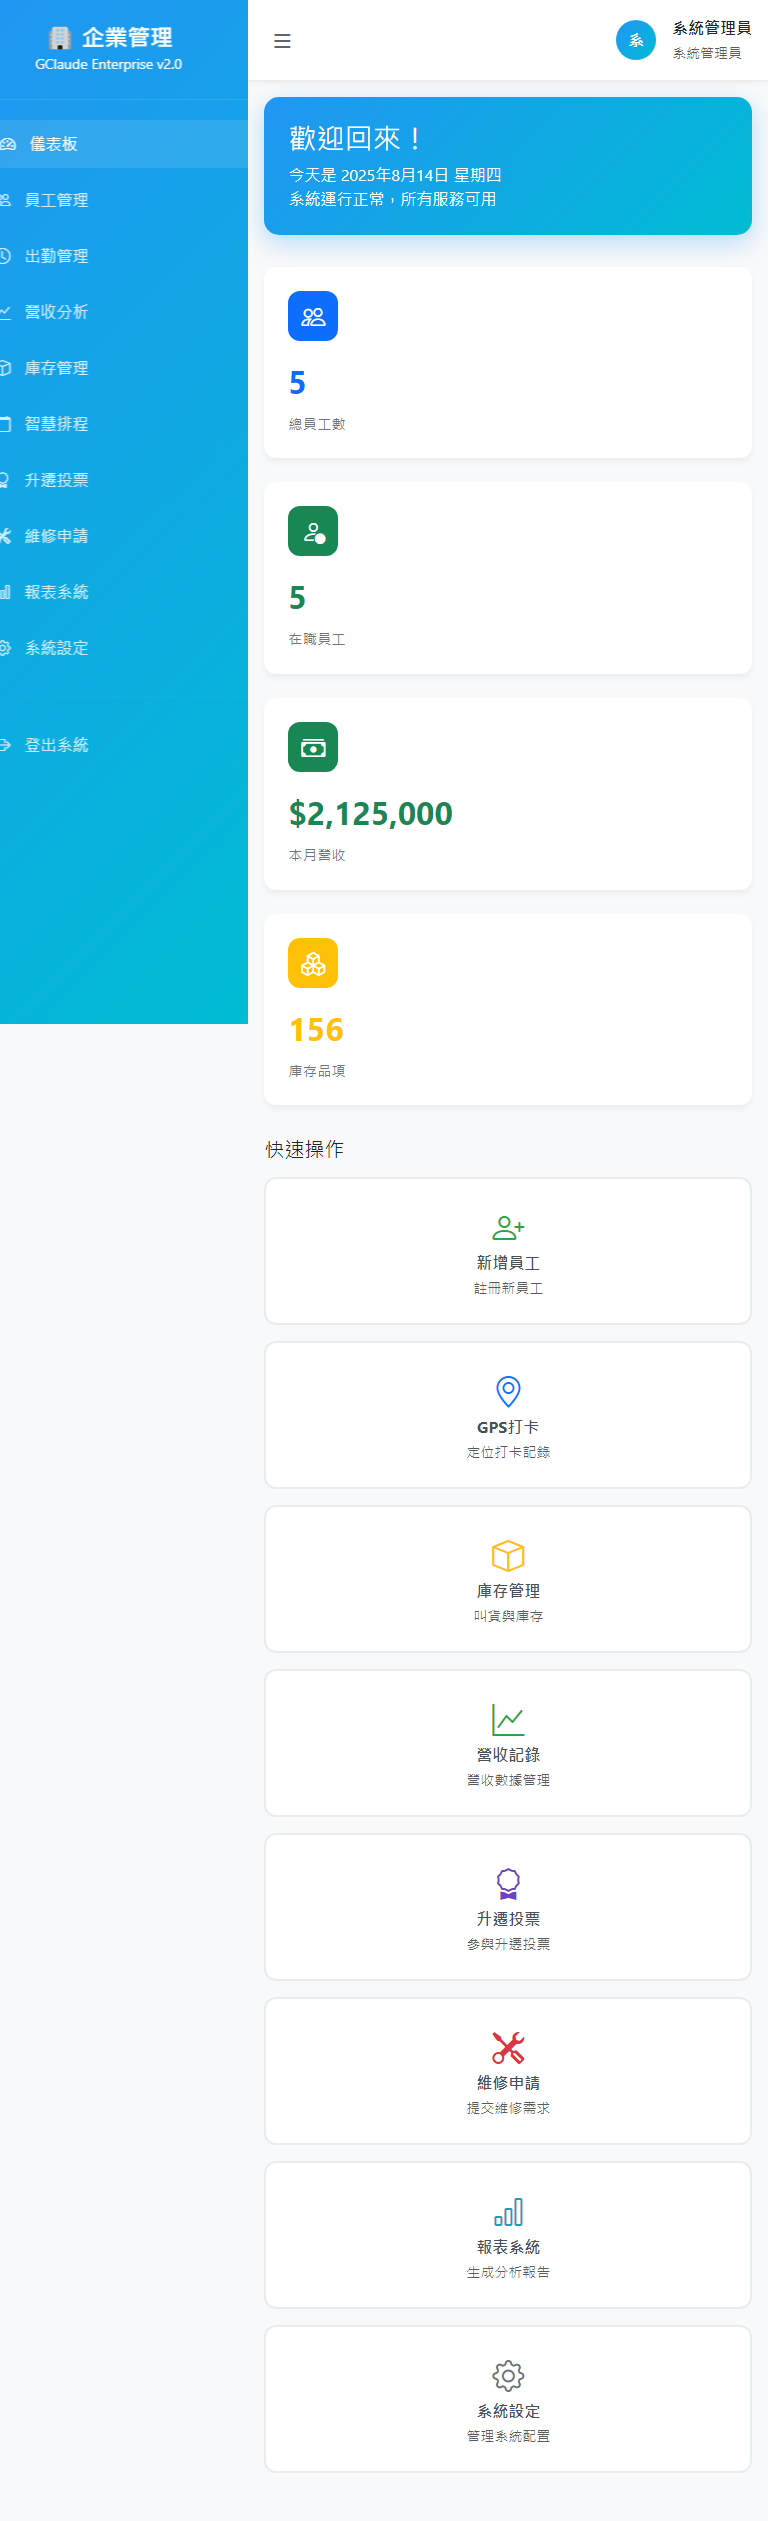 企業管理
GClaude Enterprise v2.0
儀表板
員工管理
出勤管理
營收分析
庫存管理
智慧排程
升遷投票
維修申請
報表系統
系統設定
登出系統
系
系統管理員
系統管理員
歡迎回來！
今天是 2025年8月14日 星期四
系統運行正常，所有服務可用
5
總員工數
5
在職員工
$2,125,000
本月營收
156
庫存品項
快速操作
新增員工
註冊新員工
GPS打卡
定位打卡記錄
庫存管理
叫貨與庫存
營收記錄
營收數據管理
升遷投票
參與升遷投票
維修申請
提交維修需求
報表系統
生成分析報告
系統設定
管理系統配置